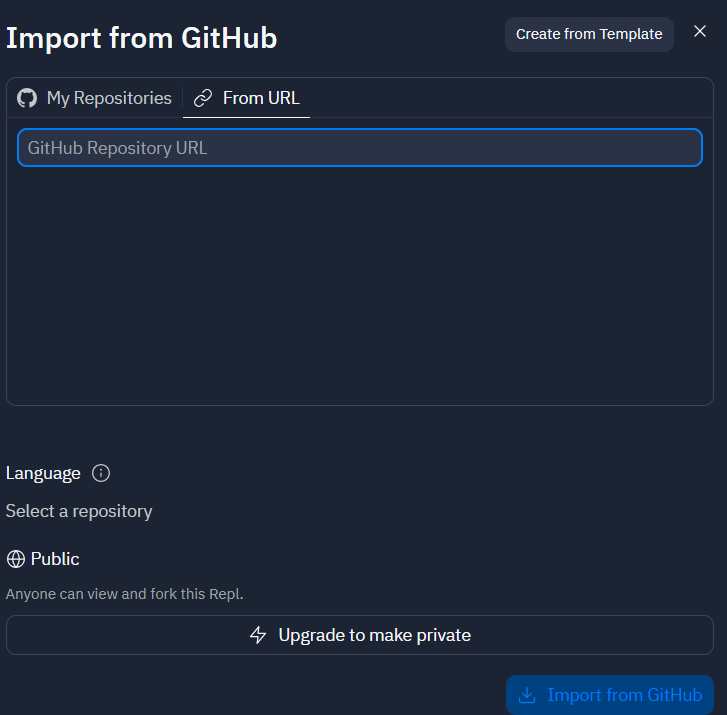 Import from GitHub
Create from Template
My Repositories
From URL
GitHub Repository URL
Language
Select a repository
Public
Anyone can view and fork this Repl.
Upgrade to make private
Import from GitHub